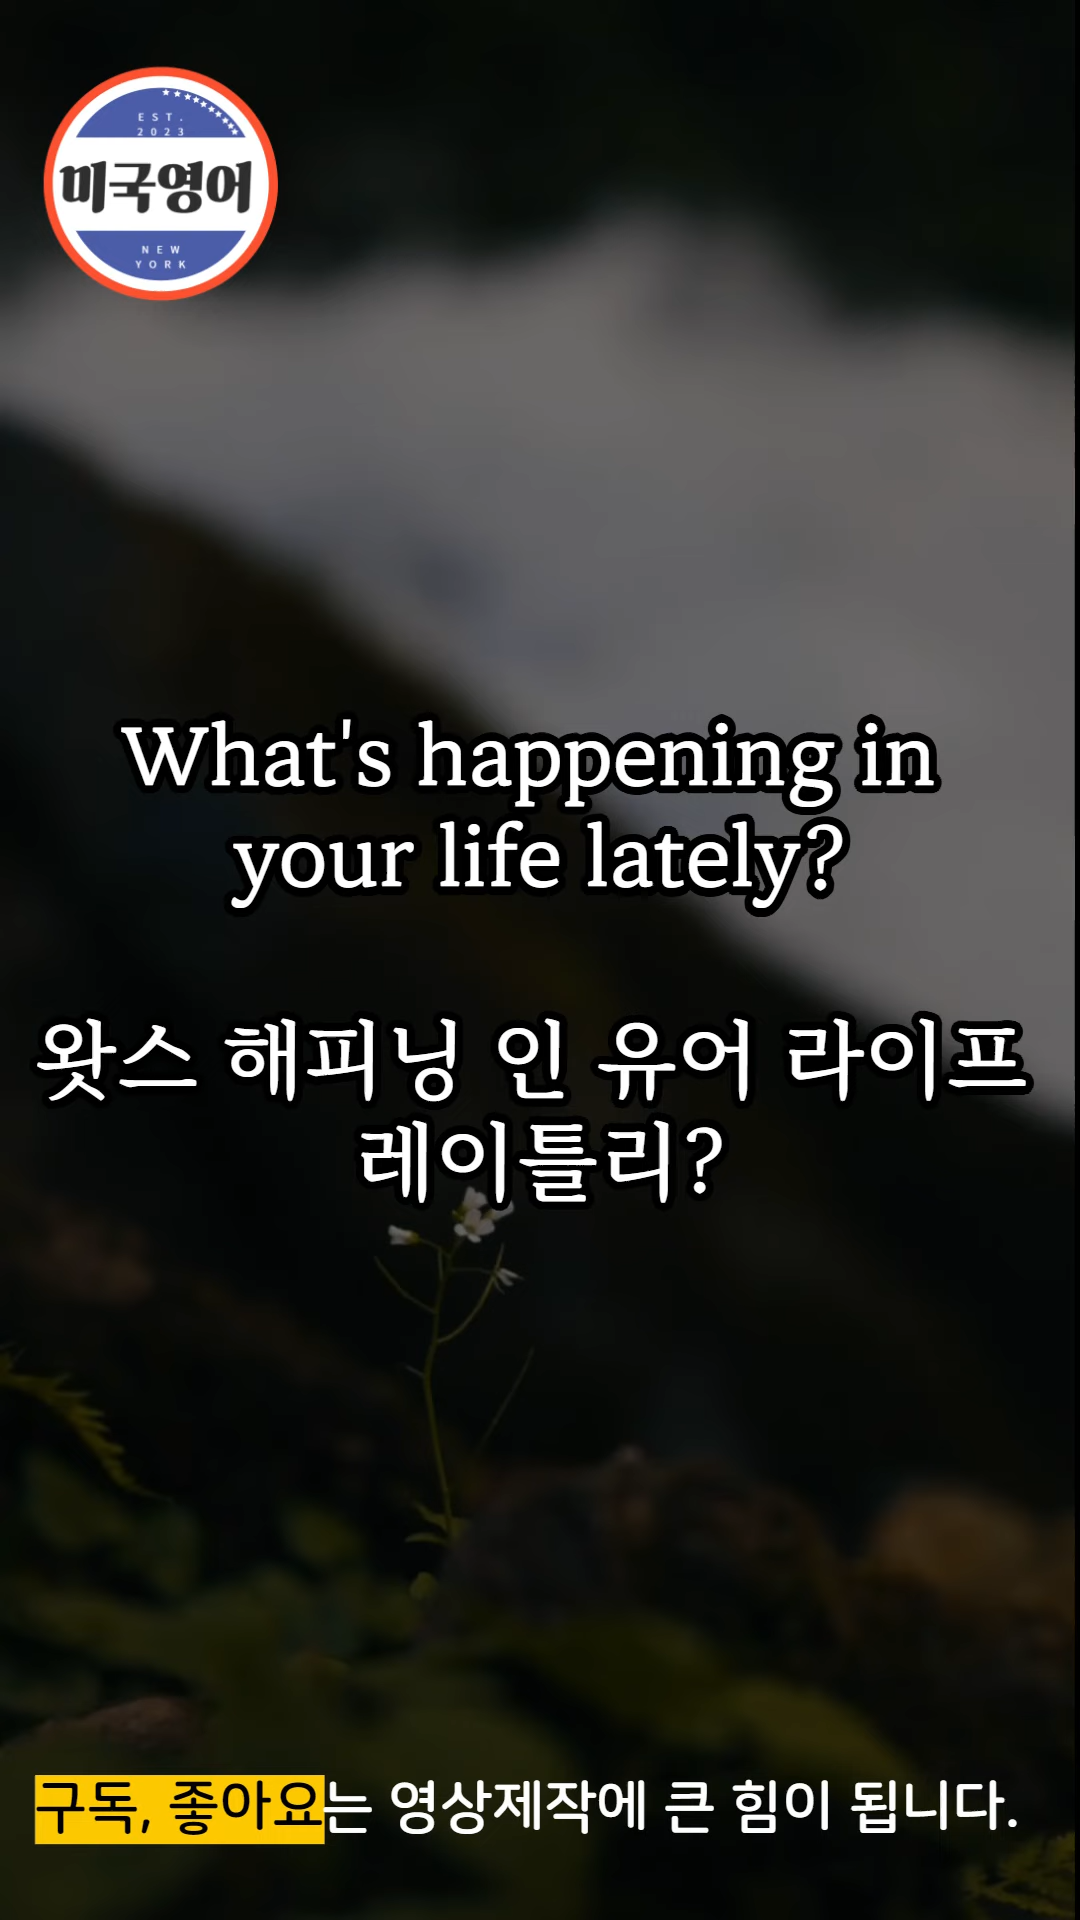 EST.
2023
미국영어
NEW
YORK
What's happening in
your life lately?
왓스 해피닝 인 유어 라이프
레이틀리?
구독, 좋아요는 영상제작에 큰 힘이 됩니다.